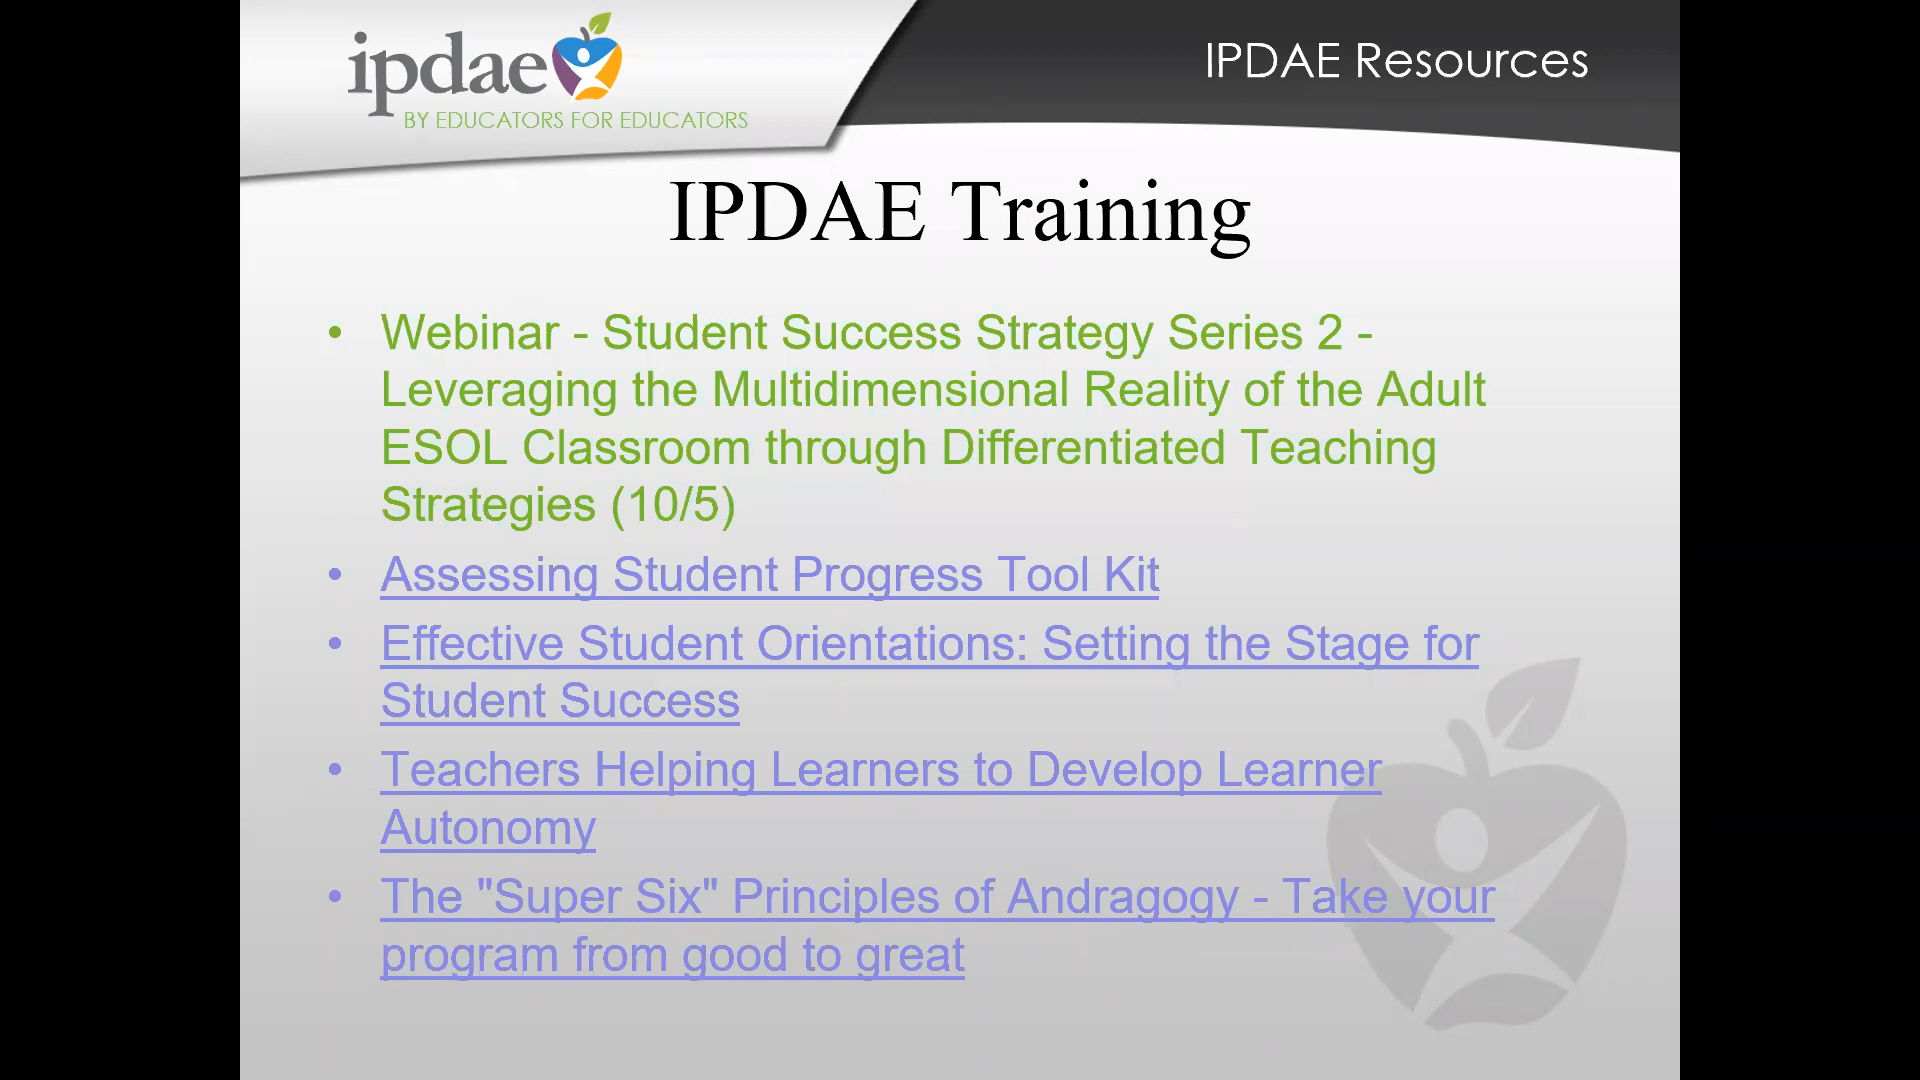 ipdae
BY EDUCATORS FOR EDUCATORS
IPDAE Resources
IPDAE Training
• Webinar - Student Success Strategy Series 2 -
Leveraging the Multidimensional Reality of the Adult
ESOL Classroom through Differentiated Teaching
Strategies (10/5)
• Assessing Student Progress Tool Kit
• Effective Student Orientations: Setting the Stage for
Student Success
• Teachers Helping Learners to Develop Learner
Autonomy
• The "Super Six" Principles of Andragogy - Take your
program from good to great